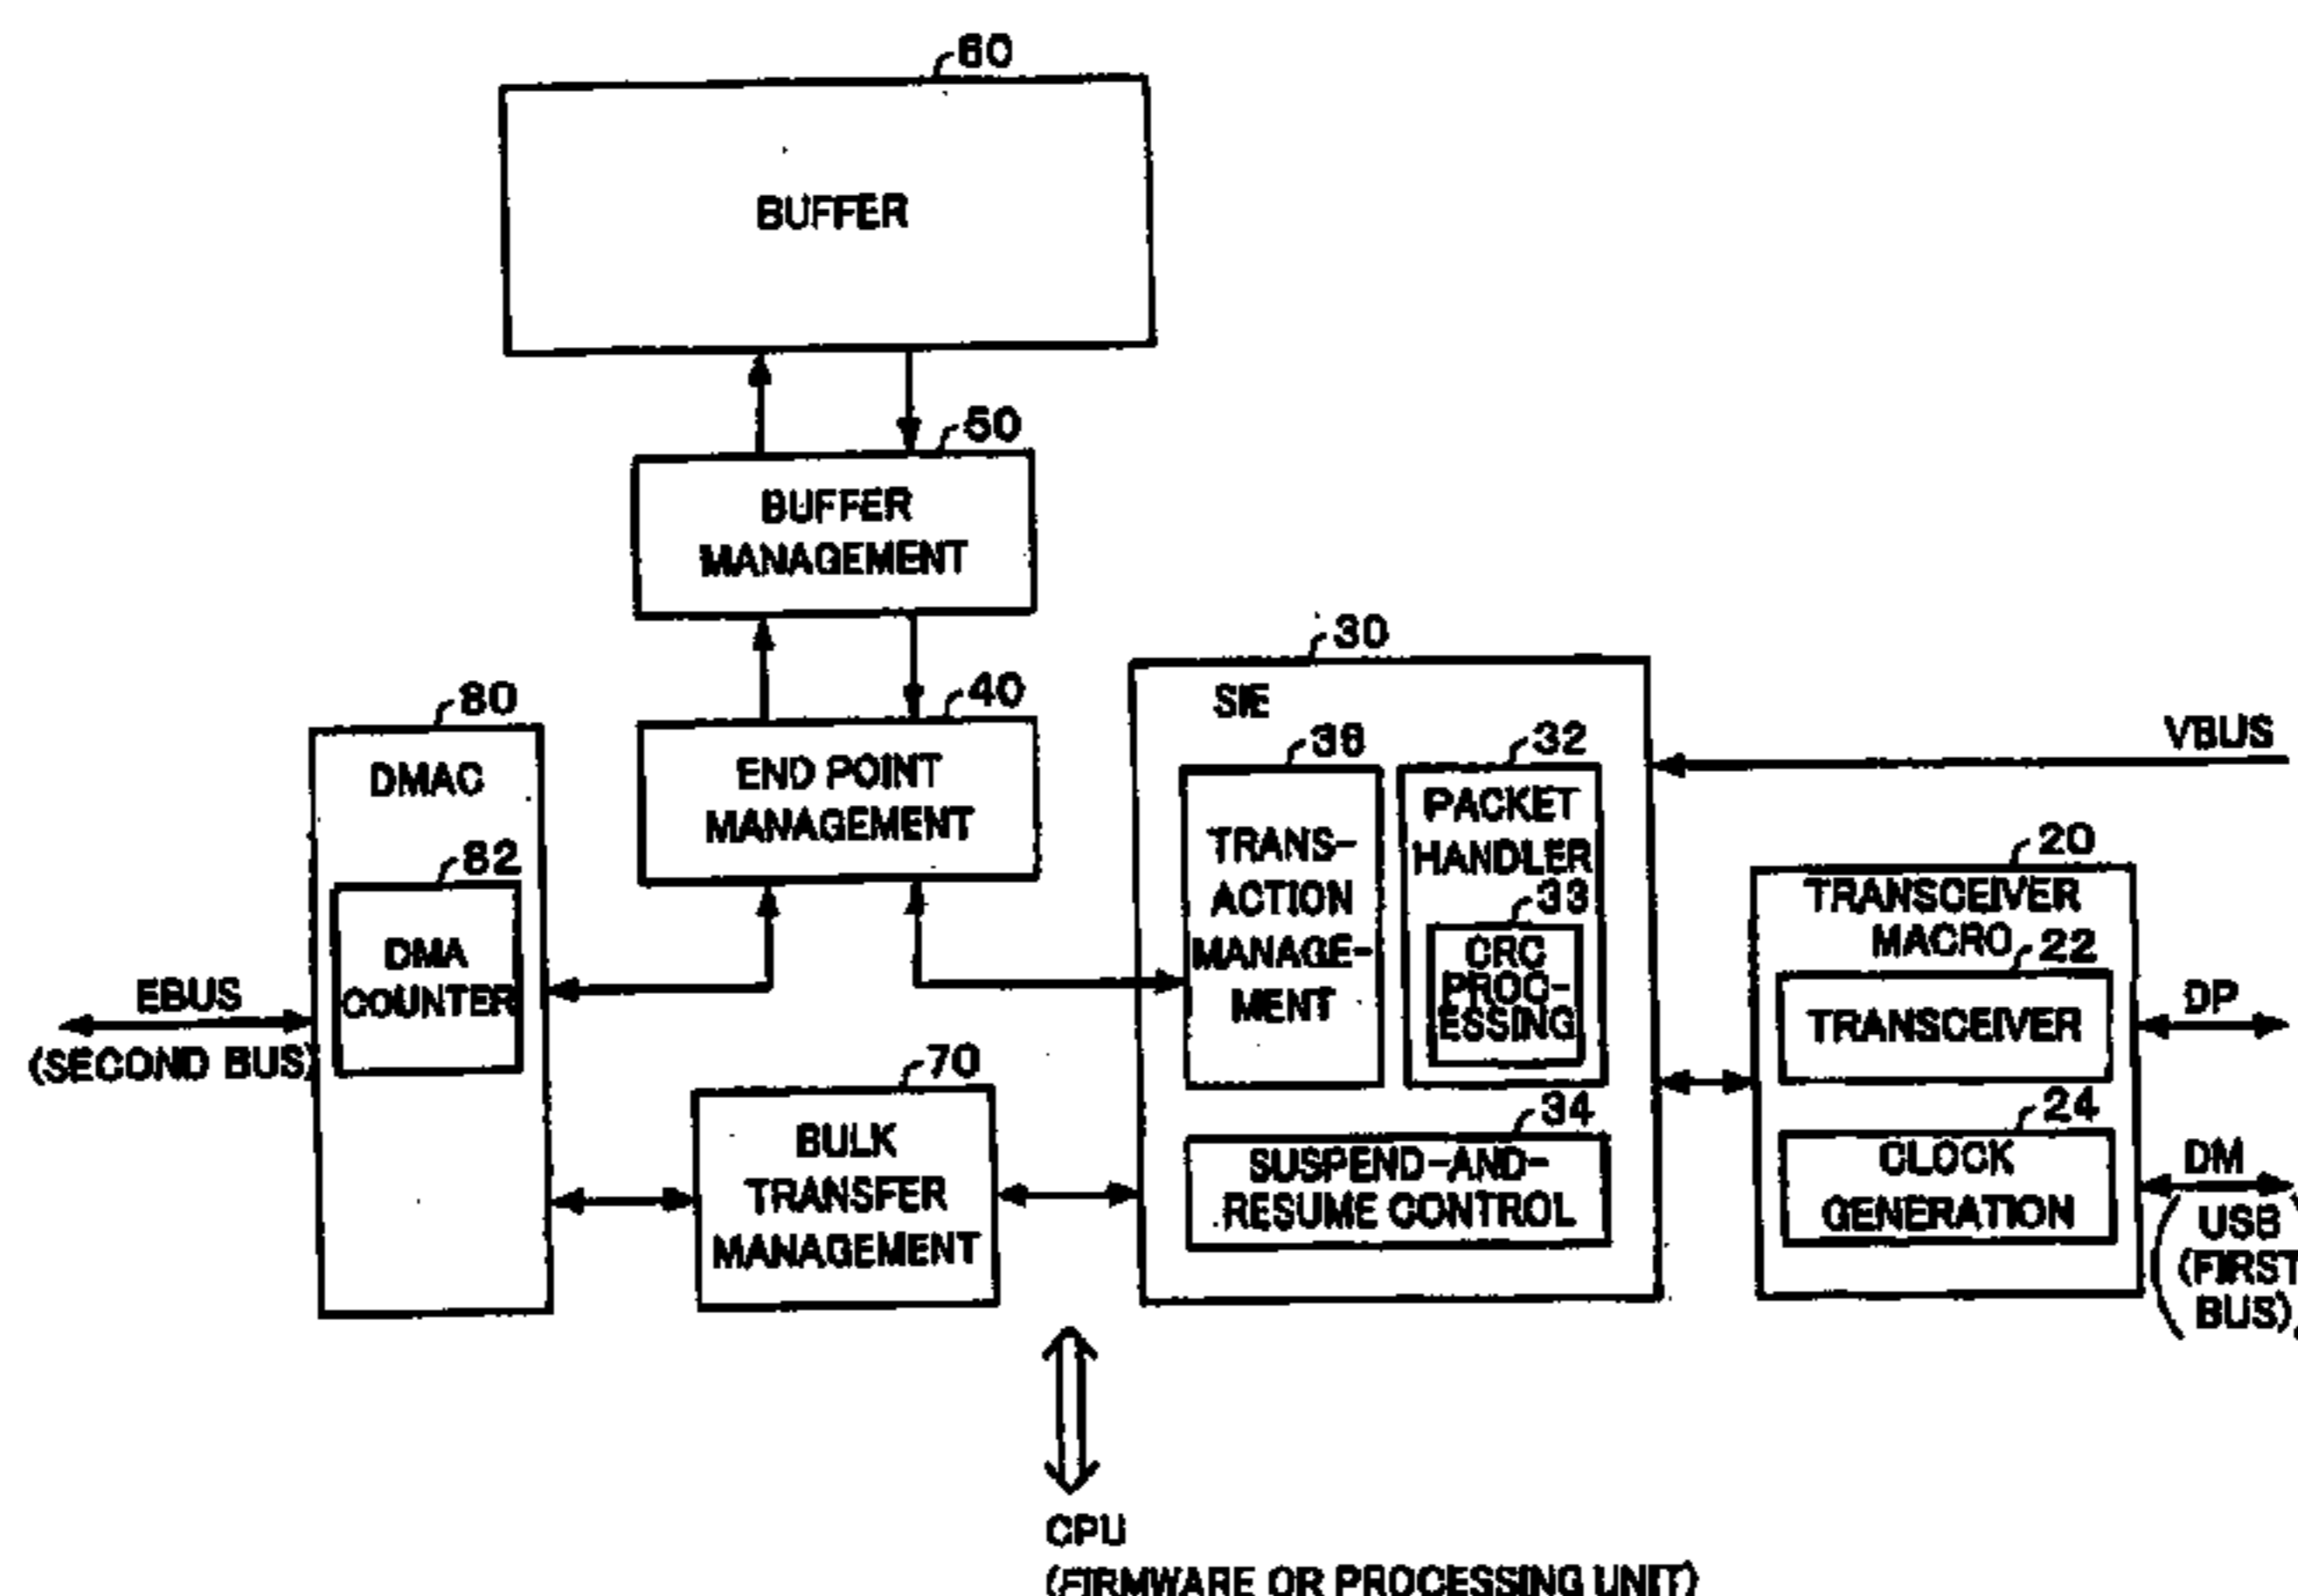 60
BUFFER
50
BUFFER
MANAGEMENT
40
END POINT
MANAGEMENT
80
DMAC
82
DMA
COUNTER
EBUS
(SECOND BUS)
70
BULK
TRANSFER
MANAGEMENT
30
SIE
36
TRANS-
ACTION
MANAGE-
MENT
32
PACKET
HANDLER
33
CRC
PROC-
ESSING
34
SUSPEND-AND-
RESUME CONTROL
VBUS
20
TRANSCEIVER
MACRO
22
TRANSCEIVER
24
CLOCK
GENERATION
DP
DM
(USB
(FIRST
BUS))
CPU
(FIRMWARE OR PROCESSING UNIT)